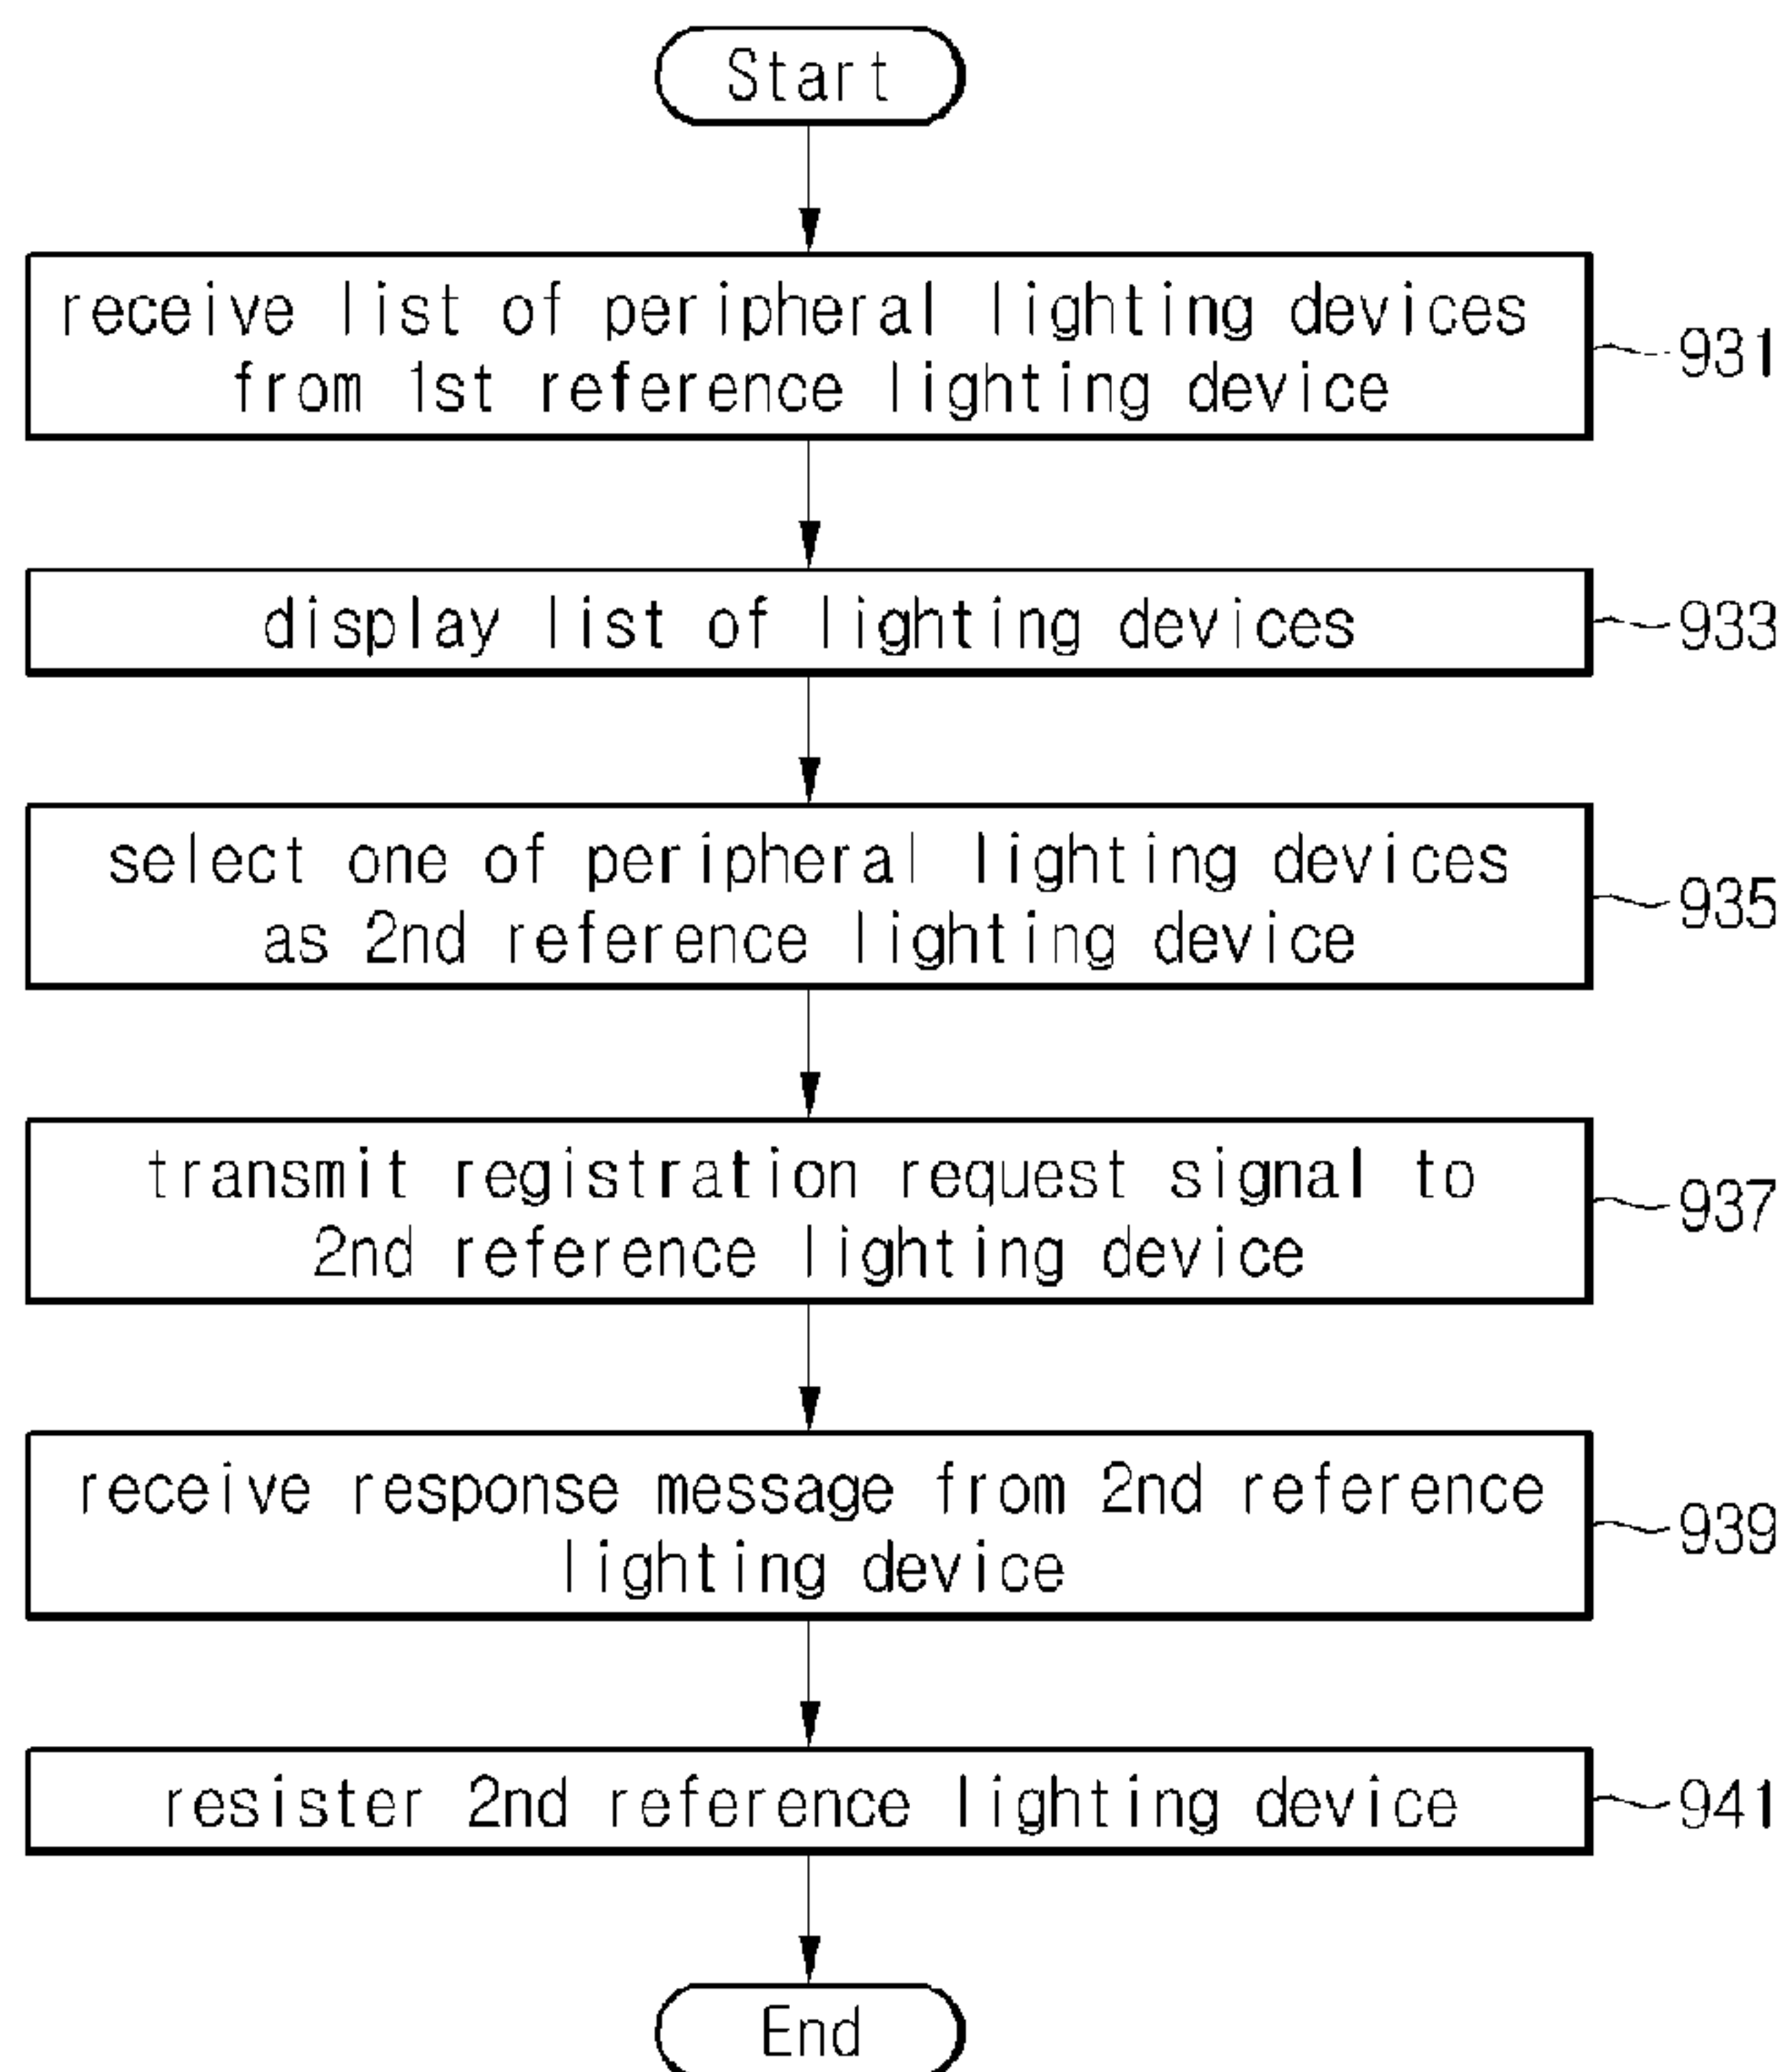 Start
receive list of peripheral lighting devices
from 1st reference lighting device
931
display list of lighting devices
933
select one of peripheral lighting devices
as 2nd reference lighting device
935
transmit registration request signal to
2nd reference lighting device
937
receive response message from 2nd reference
lighting device
939
resister 2nd reference lighting device
941
End